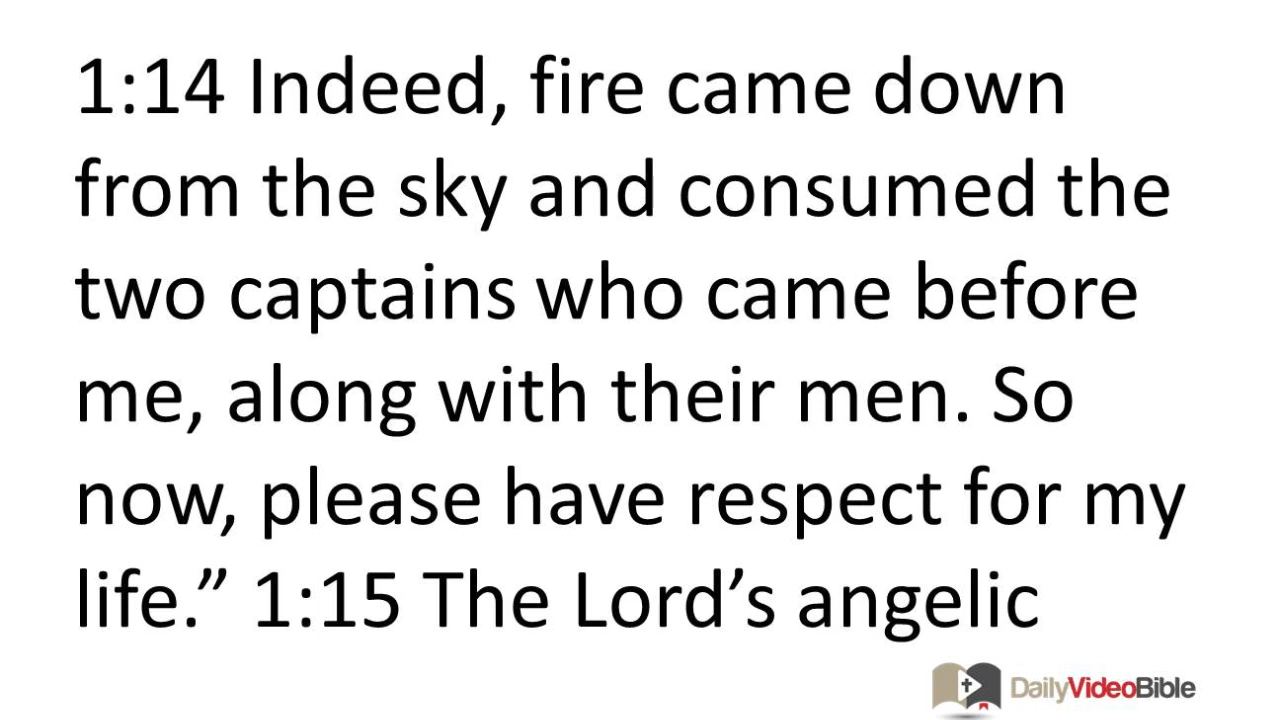 1:14 Indeed, fire came down
from the sky and consumed the
two captains who came before
me, along with their men. So
now, please have respect for my
life.” 1:15 The Lord’s angelic
DailyVideoBible